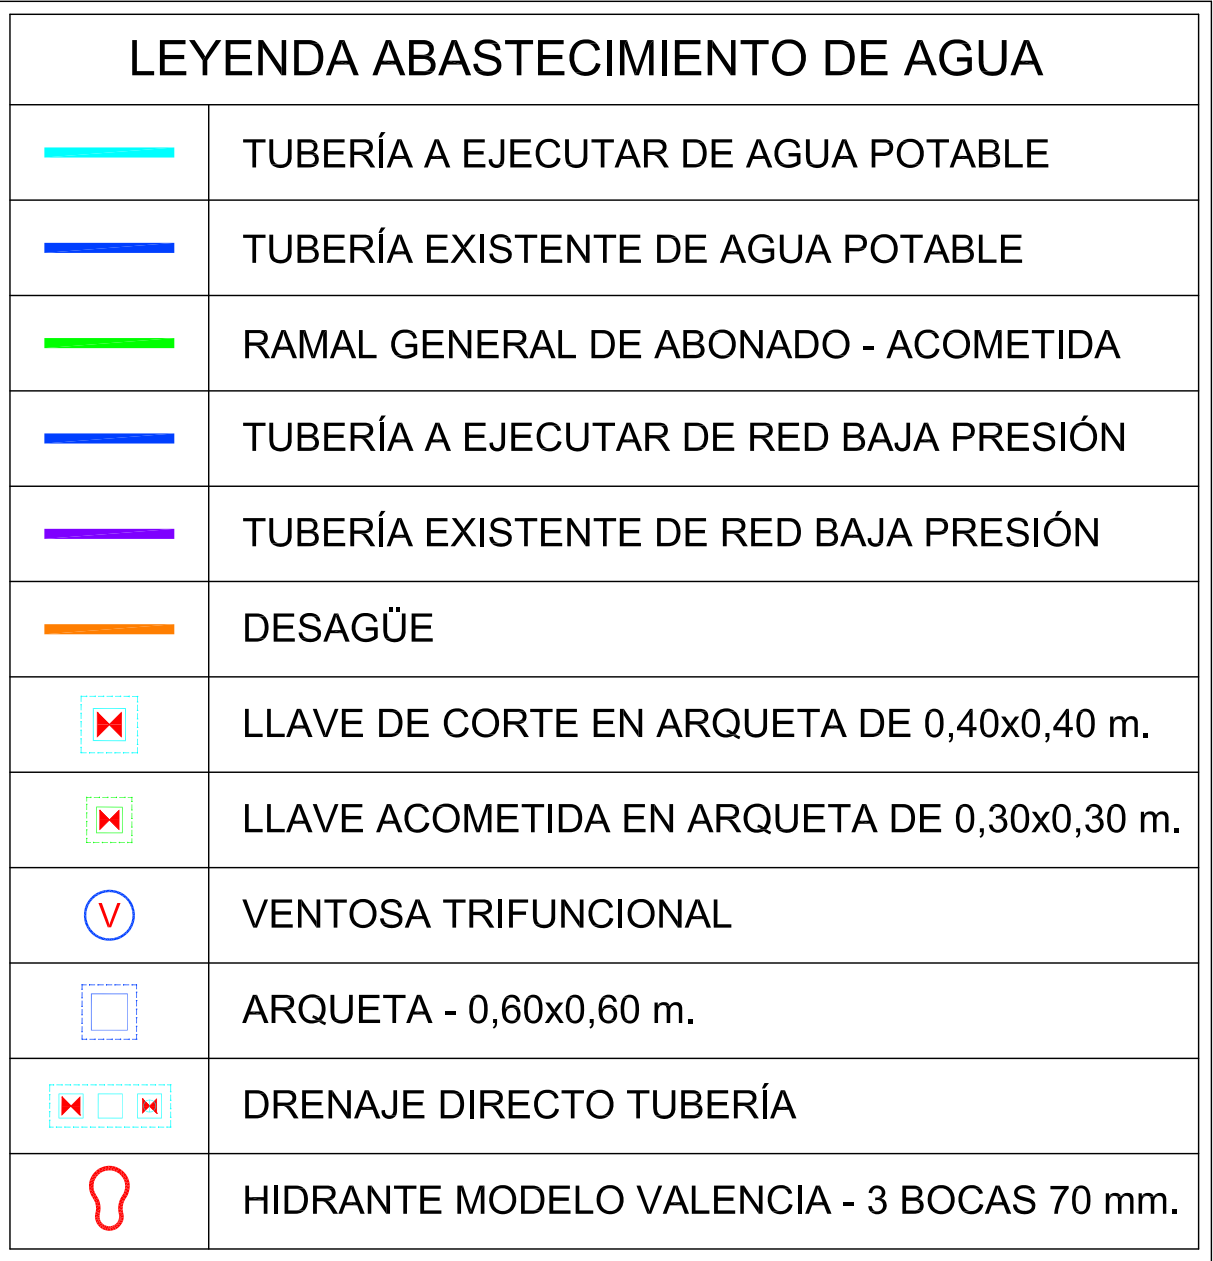 LEYENDA ABASTECIMIENTO DE AGUA
TUBERÍA A EJECUTAR DE AGUA POTABLE
TUBERÍA EXISTENTE DE AGUA POTABLE
RAMAL GENERAL DE ABONADO - ACOMETIDA
TUBERÍA A EJECUTAR DE RED BAJA PRESIÓN
TUBERÍA EXISTENTE DE RED BAJA PRESIÓN
DESAGÜE
LLAVE DE CORTE EN ARQUETA DE 0,40x0,40 m.
LLAVE ACOMETIDA EN ARQUETA DE 0,30x0,30 m.
V VENTOSA TRIFUNCIONAL
ARQUETA - 0,60x0,60 m.
DRENAJE DIRECTO TUBERÍA
HIDRANTE MODELO VALENCIA - 3 BOCAS 70 mm.